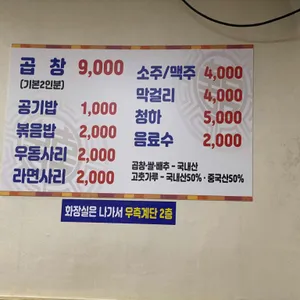 곱창 9,000
(기본2인분)
공기밥 1,000
볶음밥 2,000
우동사리 2,000
라면사리 2,000
소주/맥주 4,000
막걸리 4,000
청하 5,000
음료수 2,000
곱창·쌀·배추 - 국내산
고춧가루 - 국내산50% · 중국산50%
화장실은 나가서 우측계단 2층